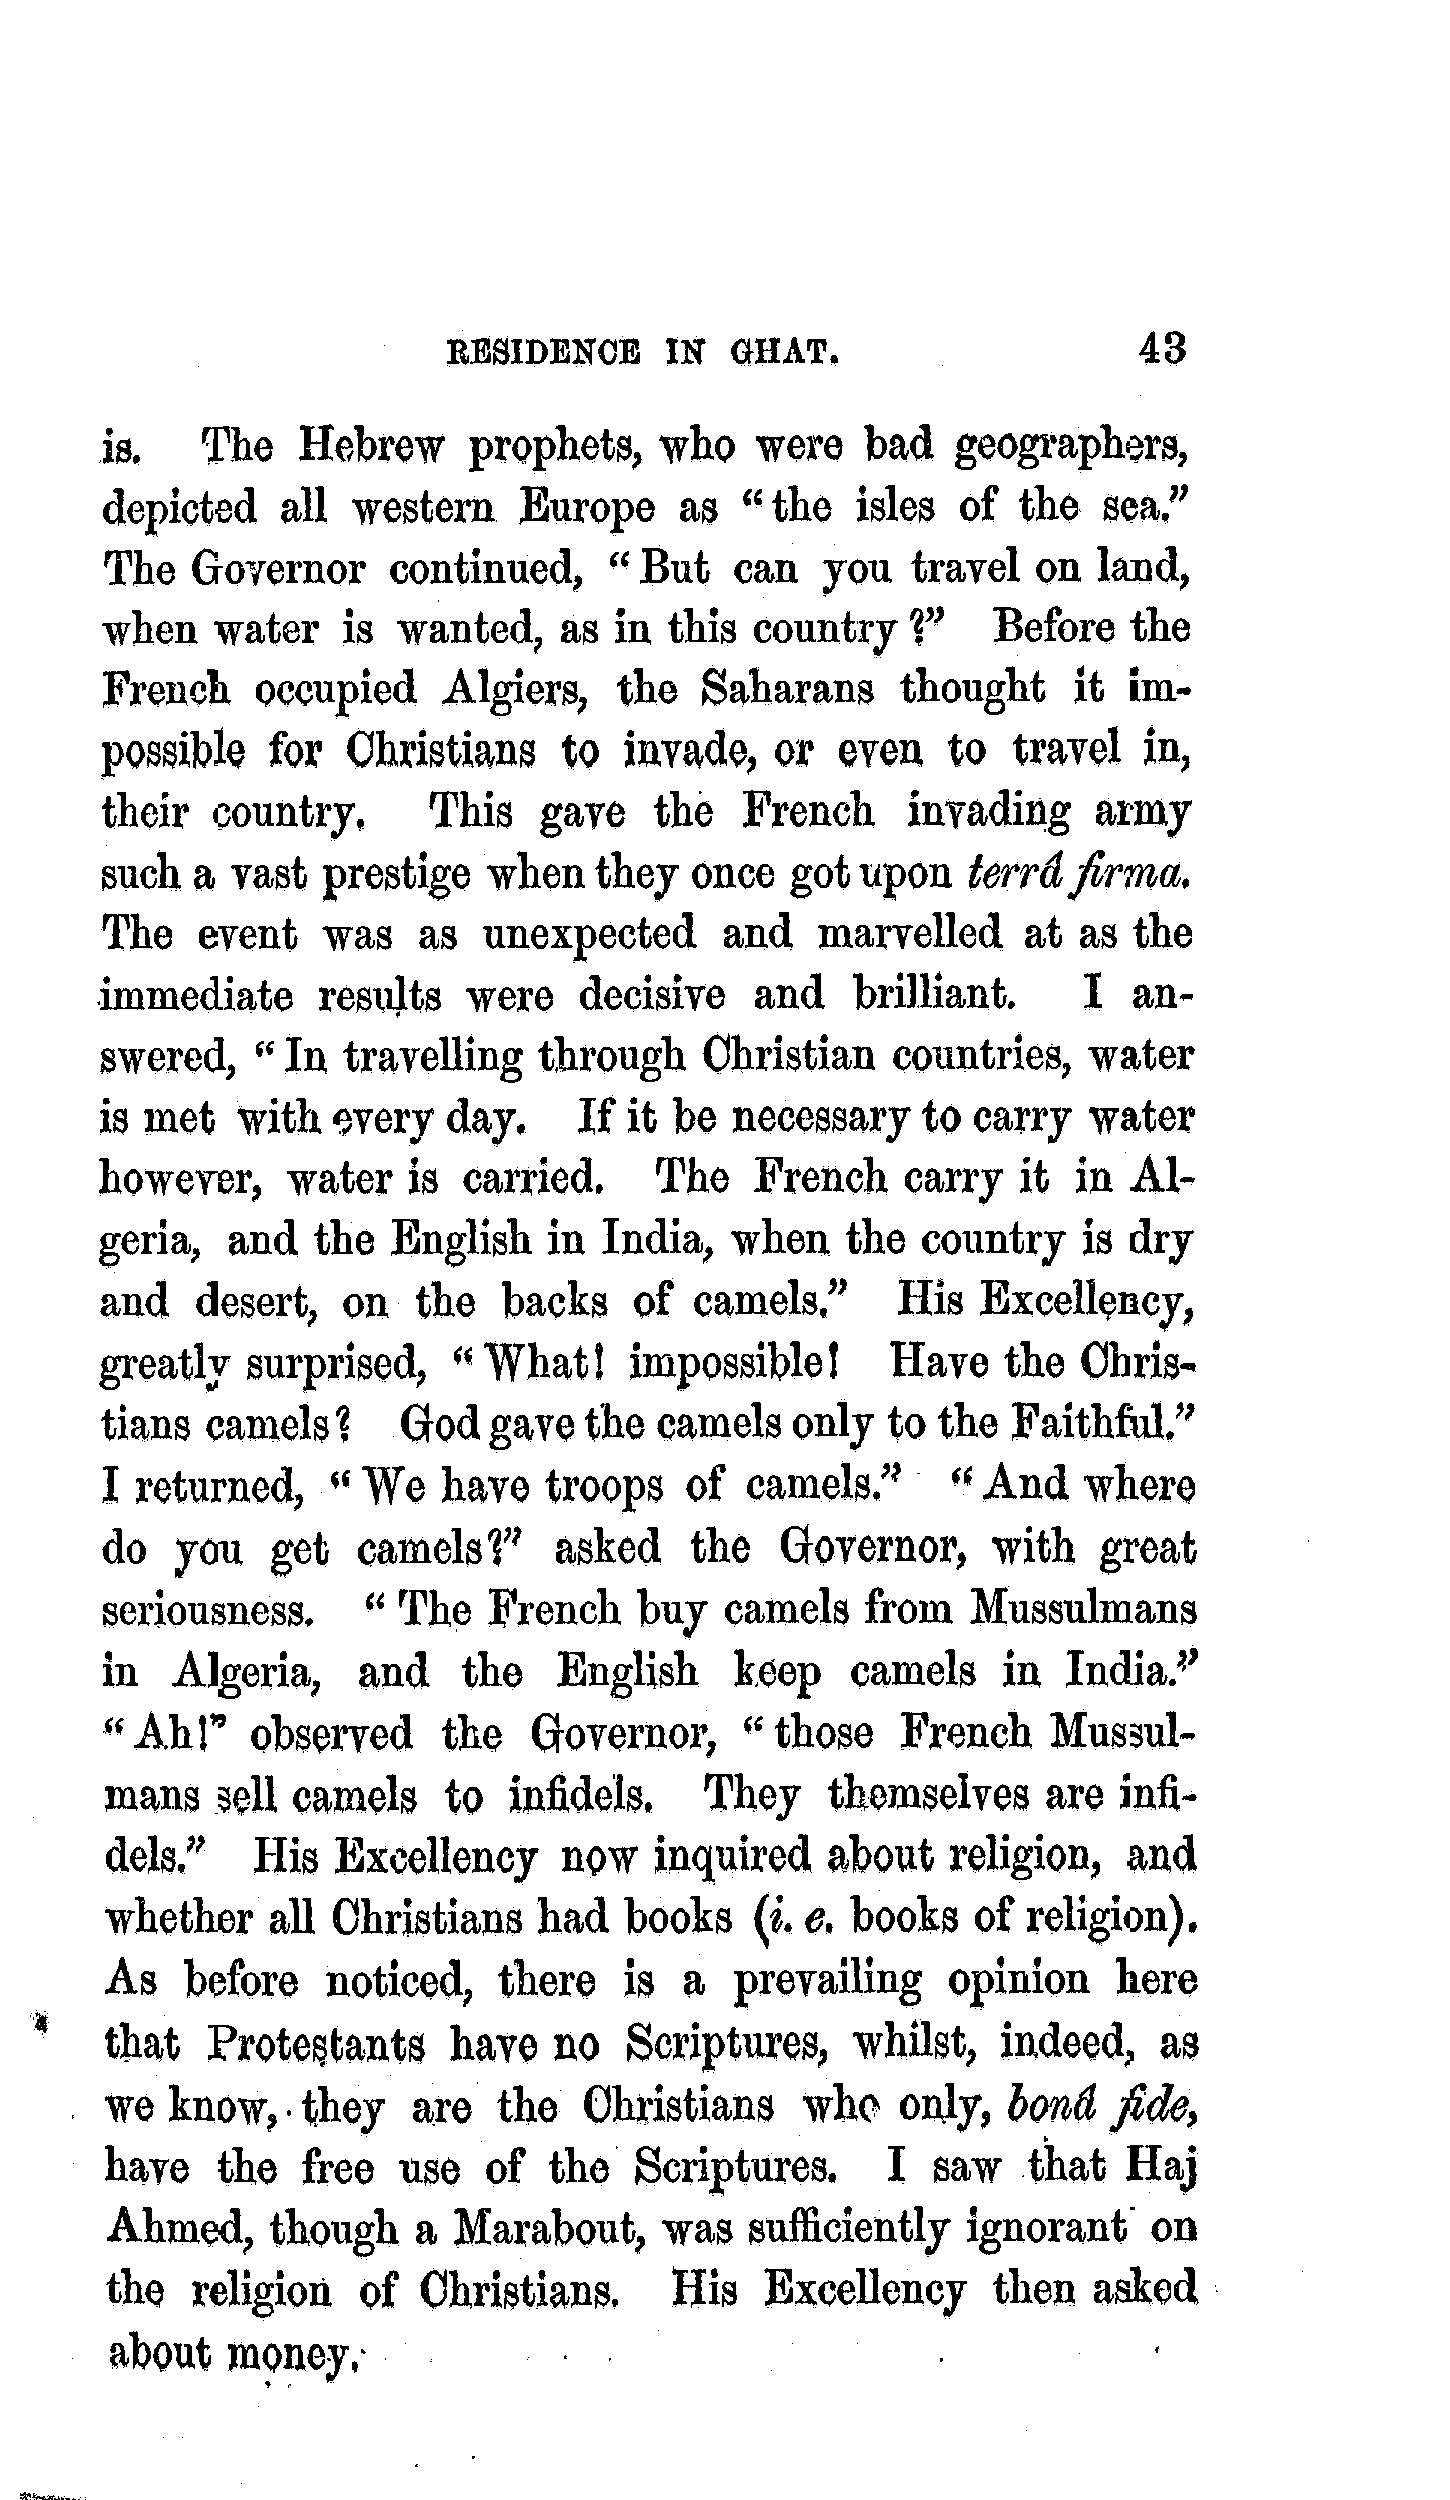 RESIDENCE IN GHAT. 43
is. The Hebrew prophets, who were bad geographers,
depicted all western Europe as “the isles of the sea.”
The Governor continued, “But can you travel on land,
when water is wanted, as in this country?” Before the
French occupied Algiers, the Saharans thought it im-
possible for Christians to invade, or even to travel in,
their country. This gave the French invading army
such a vast prestige when they once got upon terrâ firma.
The event was as unexpected and marvelled at as the
immediate results were decisive and brilliant. I an-
swered, “In travelling through Christian countries, water
is met with every day. If it be necessary to carry water
however, water is carried. The French carry it in Al-
geria, and the English in India, when the country is dry
and desert, on the backs of camels.” His Excellency,
greatly surprised, “What! impossible! Have the Chris-
tians camels? God gave the camels only to the Faithful.”
I returned, “We have troops of camels.” “And where
do you get camels?” asked the Governor, with great
seriousness. “The French buy camels from Mussulmans
in Algeria, and the English keep camels in India.”
“Ah!” observed the Governor, “those French Mussul-
mans sell camels to infidels. They themselves are infi-
dels.” His Excellency now inquired about religion, and
whether all Christians had books (i. e. books of religion).
As before noticed, there is a prevailing opinion here
that Protestants have no Scriptures, whilst, indeed, as
we know, they are the Christians who only, bonâ fide,
have the free use of the Scriptures. I saw that Haj
Ahmed, though a Marabout, was sufficiently ignorant on
the religion of Christians. His Excellency then asked
about money.